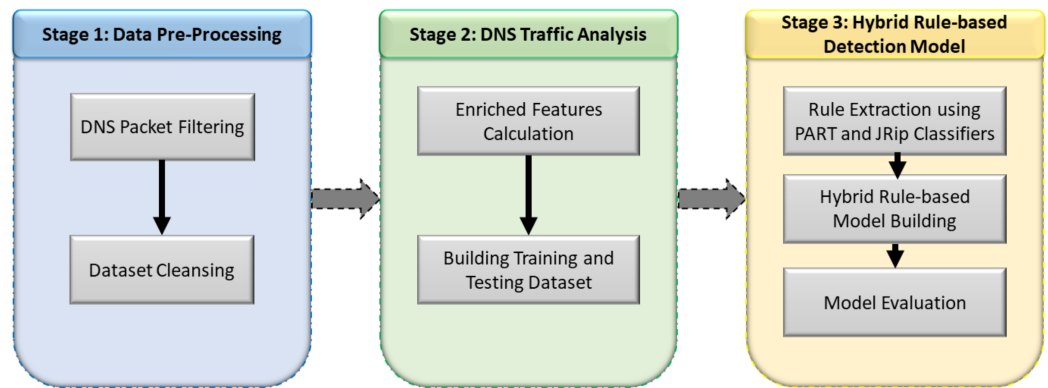 Stage 1: Data Pre-Processing
DNS Packet Filtering
Dataset Cleansing
Stage 2: DNS Traffic Analysis
Enriched Features
Calculation
Building Training and
Testing Dataset
Stage 3: Hybrid Rule-based
Detection Model
Rule Extraction using
PART and JRip Classifiers
Hybrid Rule-based
Model Building
Model Evaluation